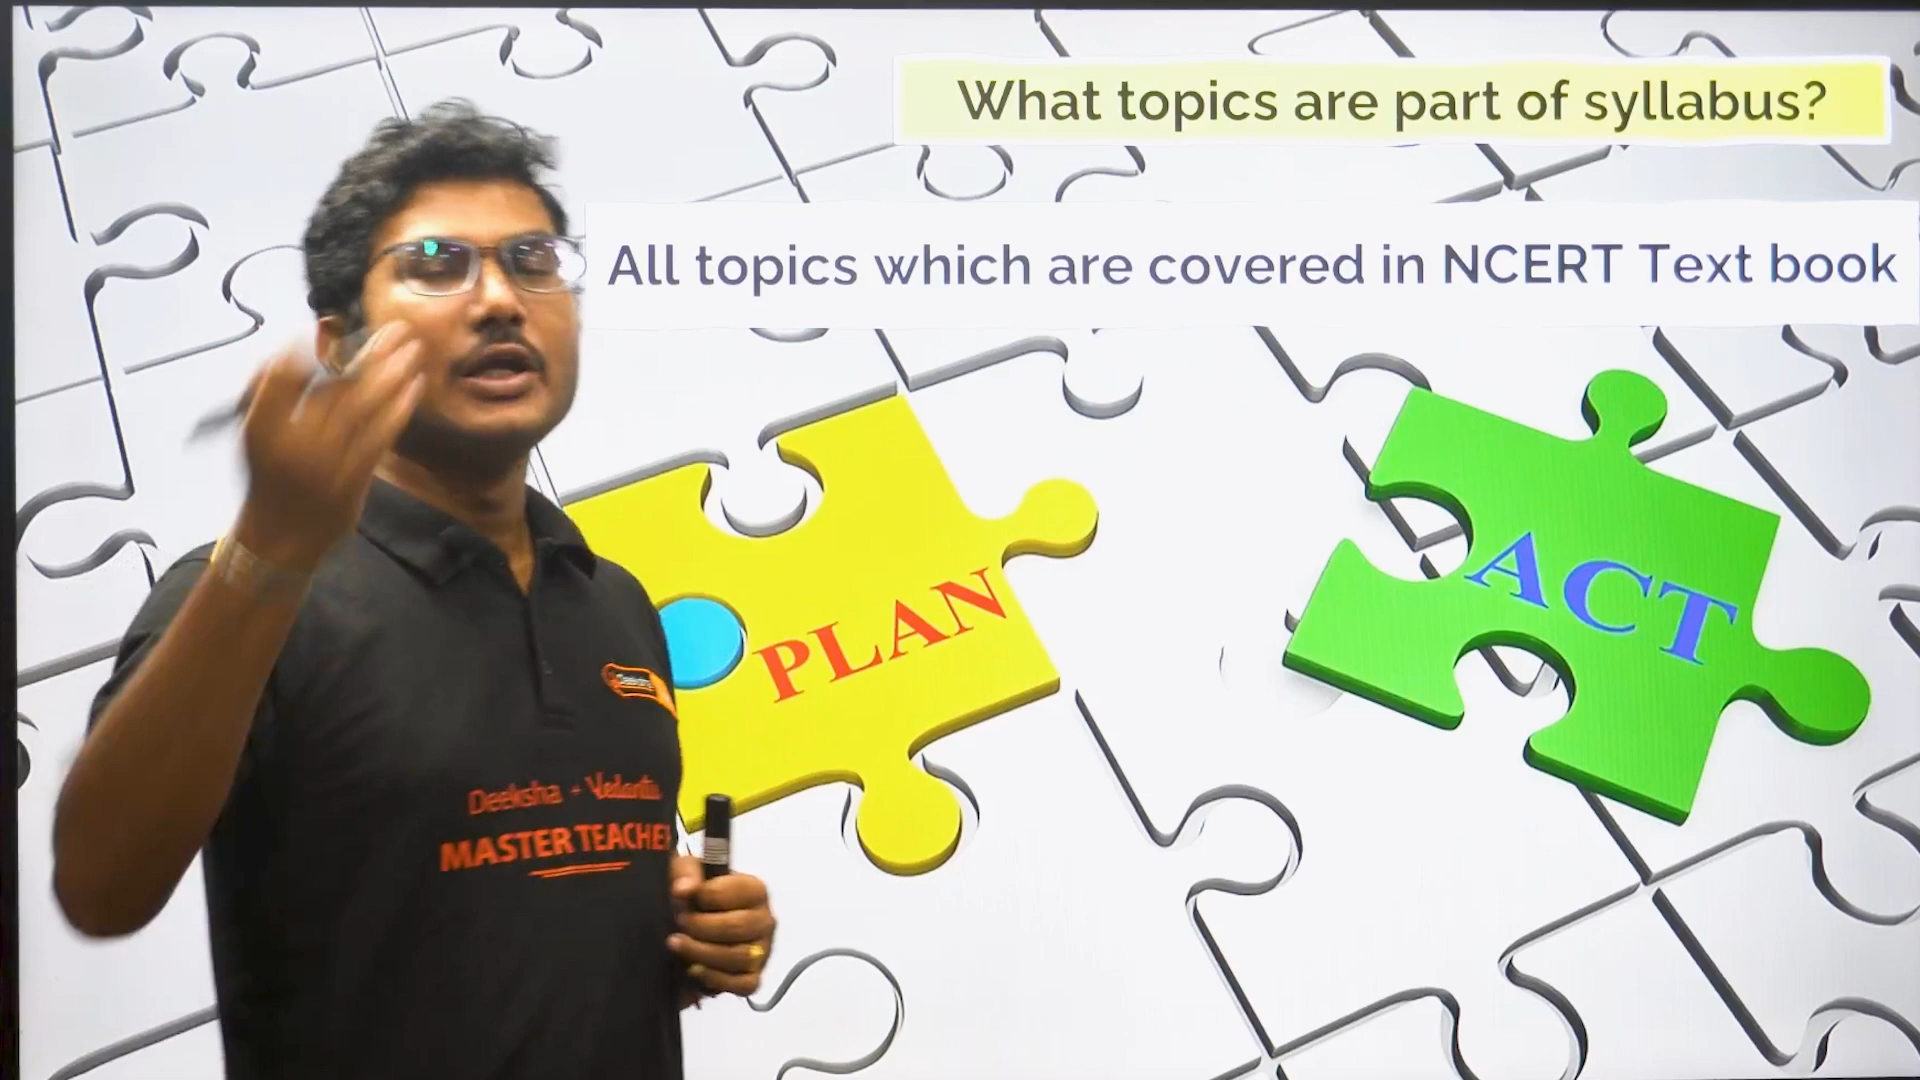 What topics are part of syllabus?
All topics which are covered in NCERT Text book
PLAN
ACT
Deeksha - Vedantu
MASTER TEACHER